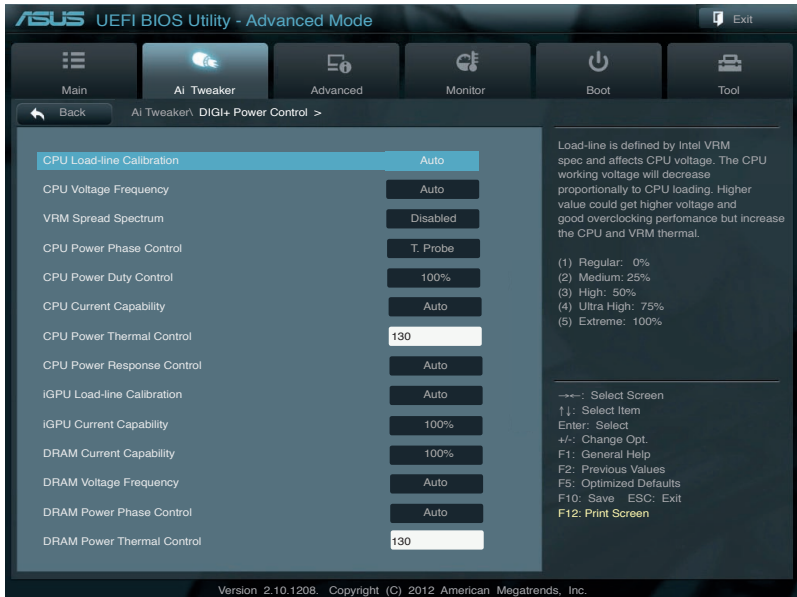 ASUS UEFI BIOS Utility - Advanced Mode
Exit
Main
Ai Tweaker
Advanced
Monitor
Boot
Tool
Back
Ai Tweaker\ DIGI+ Power Control >
CPU Load-line Calibration Auto
CPU Voltage Frequency Auto
VRM Spread Spectrum Disabled
CPU Power Phase Control T. Probe
CPU Power Duty Control 100%
CPU Current Capability Auto
CPU Power Thermal Control 130
CPU Power Response Control Auto
iGPU Load-line Calibration Auto
iGPU Current Capability 100%
DRAM Current Capability 100%
DRAM Voltage Frequency Auto
DRAM Power Phase Control Auto
DRAM Power Thermal Control 130
Load-line is defined by Intel VRM
spec and affects CPU voltage. The CPU
working voltage will decrease
proportionally to CPU loading. Higher
value could get higher voltage and
good overclocking perfomance but increase
the CPU and VRM thermal.
(1) Regular: 0%
(2) Medium: 25%
(3) High: 50%
(4) Ultra High: 75%
(5) Extreme: 100%
→←: Select Screen
↑↓: Select Item
Enter: Select
+/-: Change Opt.
F1: General Help
F2: Previous Values
F5: Optimized Defaults
F10: Save ESC: Exit
F12: Print Screen
Version 2.10.1208. Copyright (C) 2012 American Megatrends, Inc.